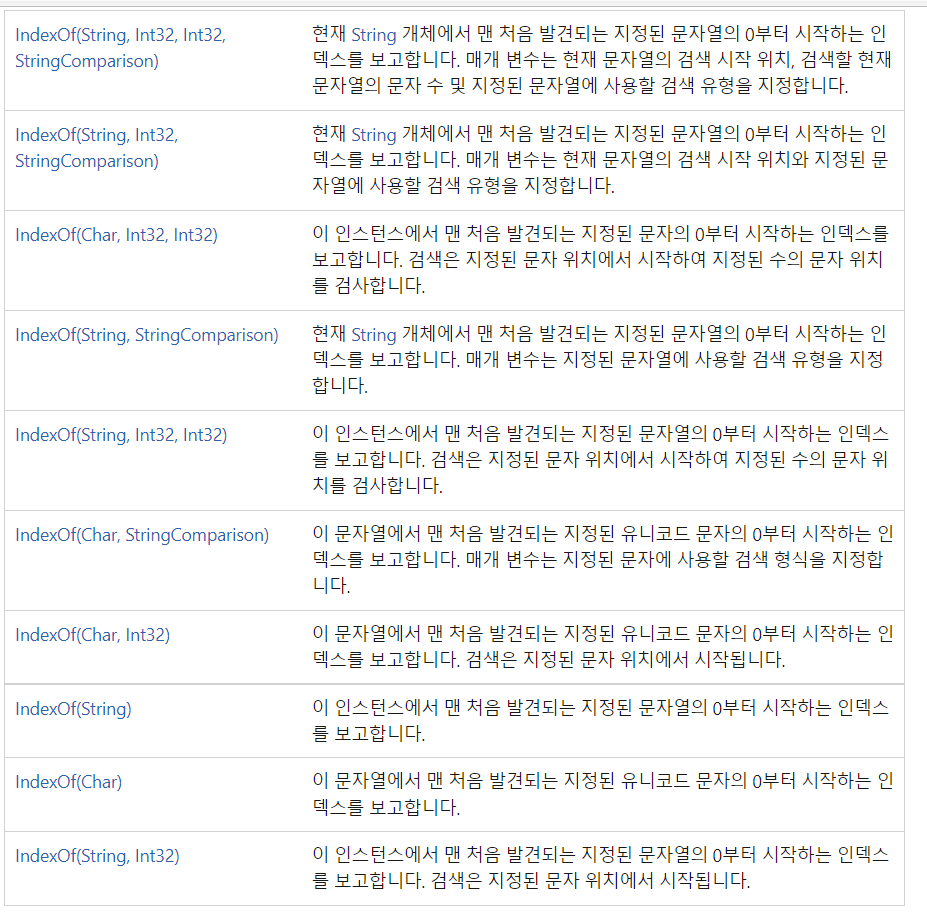 IndexOf(String, Int32, Int32,
StringComparison)
현재 String 개체에서 맨 처음 발견되는 지정된 문자열의 0부터 시작하는 인
덱스를 보고합니다. 매개 변수는 현재 문자열의 검색 시작 위치, 검색할 현재
문자열의 문자 수 및 지정된 문자열에 사용할 검색 유형을 지정합니다.
IndexOf(String, Int32,
StringComparison)
현재 String 개체에서 맨 처음 발견되는 지정된 문자열의 0부터 시작하는 인
덱스를 보고합니다. 매개 변수는 현재 문자열의 검색 시작 위치와 지정된 문
자열에 사용할 검색 유형을 지정합니다.
IndexOf(Char, Int32, Int32)
이 인스턴스에서 맨 처음 발견되는 지정된 문자의 0부터 시작하는 인덱스를
보고합니다. 검색은 지정된 문자 위치에서 시작하여 지정된 수의 문자 위치
를 검사합니다.
IndexOf(String, StringComparison)
현재 String 개체에서 맨 처음 발견되는 지정된 문자열의 0부터 시작하는 인
덱스를 보고합니다. 매개 변수는 지정된 문자열에 사용할 검색 유형을 지정
합니다.
IndexOf(String, Int32, Int32)
이 인스턴스에서 맨 처음 발견되는 지정된 문자열의 0부터 시작하는 인덱스
를 보고합니다. 검색은 지정된 문자 위치에서 시작하여 지정된 수의 문자 위
치를 검사합니다.
IndexOf(Char, StringComparison)
이 문자열에서 맨 처음 발견되는 지정된 유니코드 문자의 0부터 시작하는 인
덱스를 보고합니다. 매개 변수는 지정된 문자에 사용할 검색 형식을 지정합
니다.
IndexOf(Char, Int32)
이 문자열에서 맨 처음 발견되는 지정된 유니코드 문자의 0부터 시작하는 인
덱스를 보고합니다. 검색은 지정된 문자 위치에서 시작됩니다.
IndexOf(String)
이 인스턴스에서 맨 처음 발견되는 지정된 문자열의 0부터 시작하는 인덱스
를 보고합니다.
IndexOf(Char)
이 문자열에서 맨 처음 발견되는 지정된 유니코드 문자의 0부터 시작하는 인
덱스를 보고합니다.
IndexOf(String, Int32)
이 인스턴스에서 맨 처음 발견되는 지정된 문자열의 0부터 시작하는 인덱스
를 보고합니다. 검색은 지정된 문자 위치에서 시작됩니다.